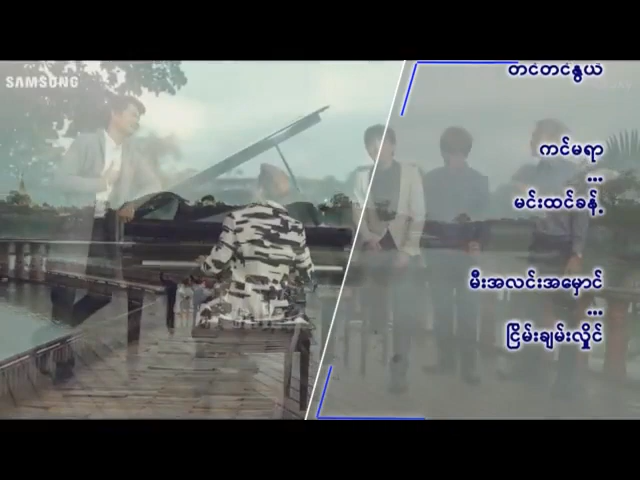 SAMSUNG
တင်တင်နွယ်
ကင်မရာ
...
မင်းထင်ခန့်
မီးအလင်းအမှောင်
...
ငြိမ်းချမ်းလှိုင်